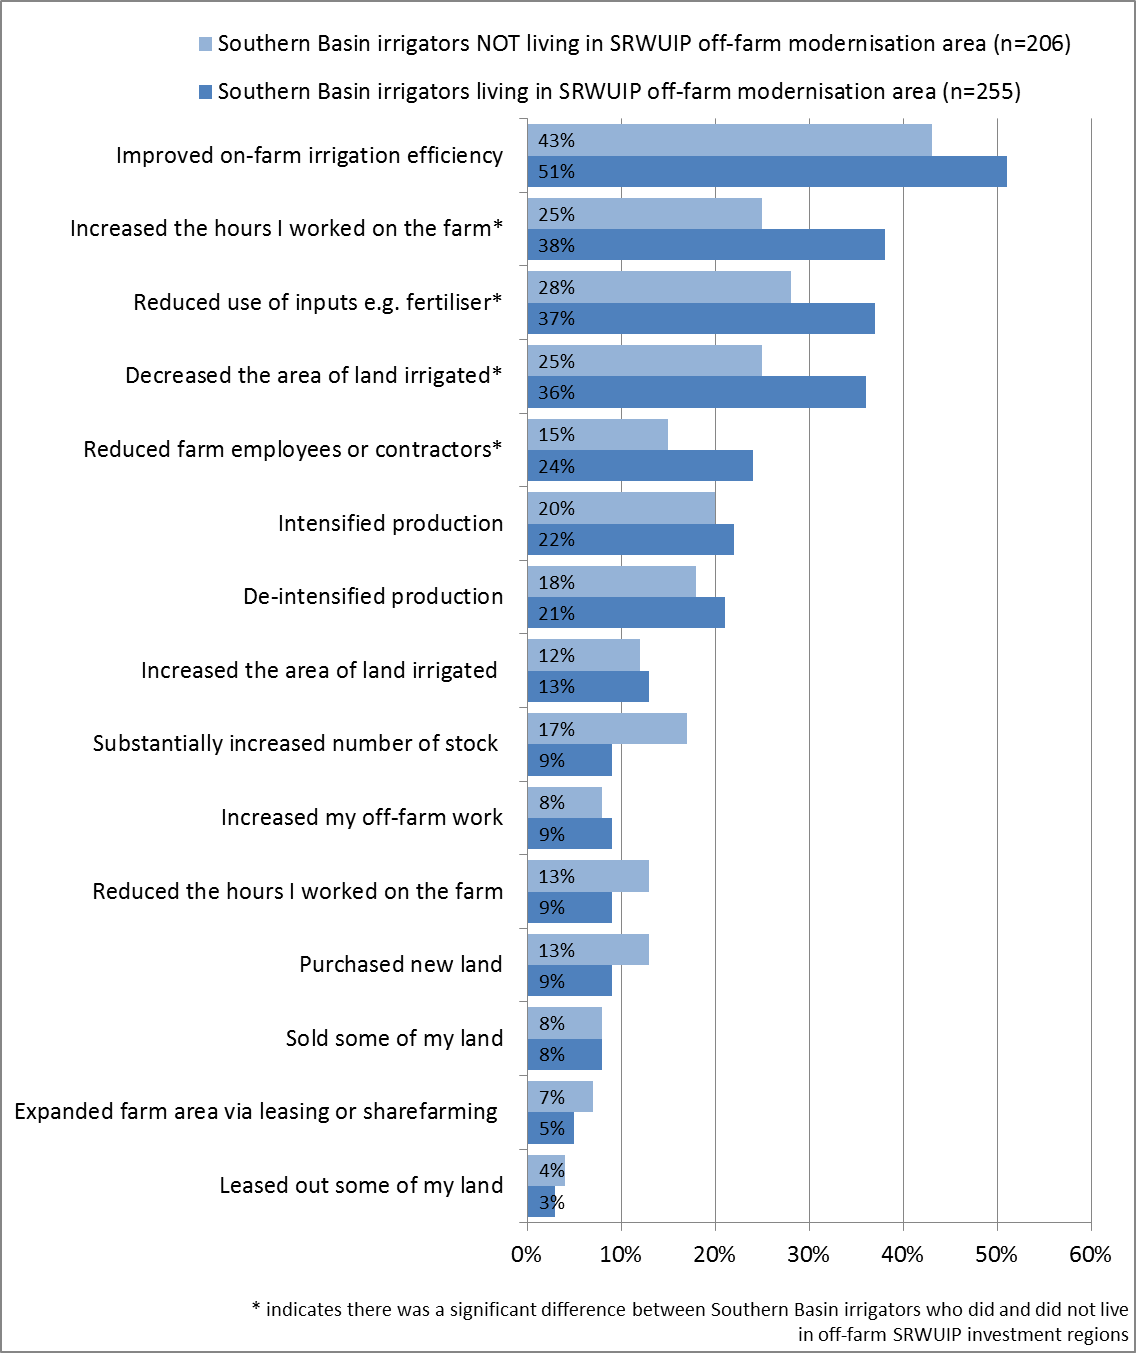 Southern Basin irrigators NOT living in SRWUIP off-farm modernisation area (n=206)
Southern Basin irrigators living in SRWUIP off-farm modernisation area (n=255)
Improved on-farm irrigation efficiency
43%
51%
Increased the hours I worked on the farm*
25%
38%
Reduced use of inputs e.g. fertiliser*
28%
37%
Decreased the area of land irrigated*
25%
36%
Reduced farm employees or contractors*
15%
24%
Intensified production
20%
22%
De-intensified production
18%
21%
Increased the area of land irrigated
12%
13%
Substantially increased number of stock
17%
9%
Increased my off-farm work
8%
9%
Reduced the hours I worked on the farm
13%
9%
Purchased new land
13%
9%
Sold some of my land
8%
8%
Expanded farm area via leasing or sharefarming
7%
5%
Leased out some of my land
4%
3%
0% 10% 20% 30% 40% 50% 60%
* indicates there was a significant difference between Southern Basin irrigators who did and did not live
in off-farm SRWUIP investment regions